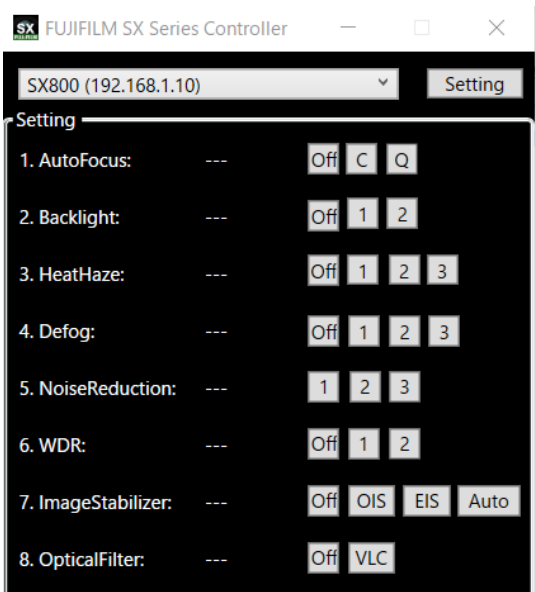 SX FUJIFILM SX Series Controller
SX800 (192.168.1.10) Setting
Setting
1. AutoFocus: --- Off C Q
2. Backlight: --- Off 1 2
3. HeatHaze: --- Off 1 2 3
4. Defog: --- Off 1 2 3
5. NoiseReduction: --- 1 2 3
6. WDR: --- Off 1 2
7. ImageStabilizer: --- Off OIS EIS Auto
8. OpticalFilter: --- Off VLC